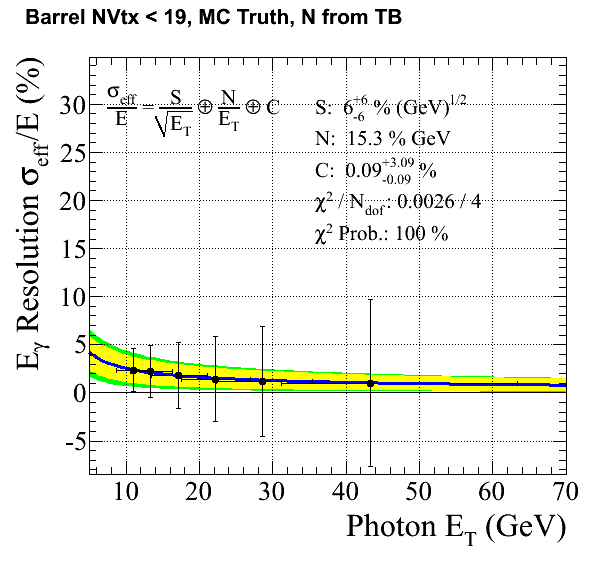 Barrel NVtx < 19, MC Truth, N from TB
σeff/E = S/√ET ⊕ N/ET ⊕ C
S: 6 +6 -6 % (GeV)^1/2
N: 15.3 % GeV
C: 0.09 +3.09 -0.09 %
χ² / Ndof : 0.0026 / 4
χ² Prob.: 100 %
Eγ Resolution σeff/E (%)
30
25
20
15
10
5
0
-5
10 20 30 40 50 60 70
Photon ET (GeV)